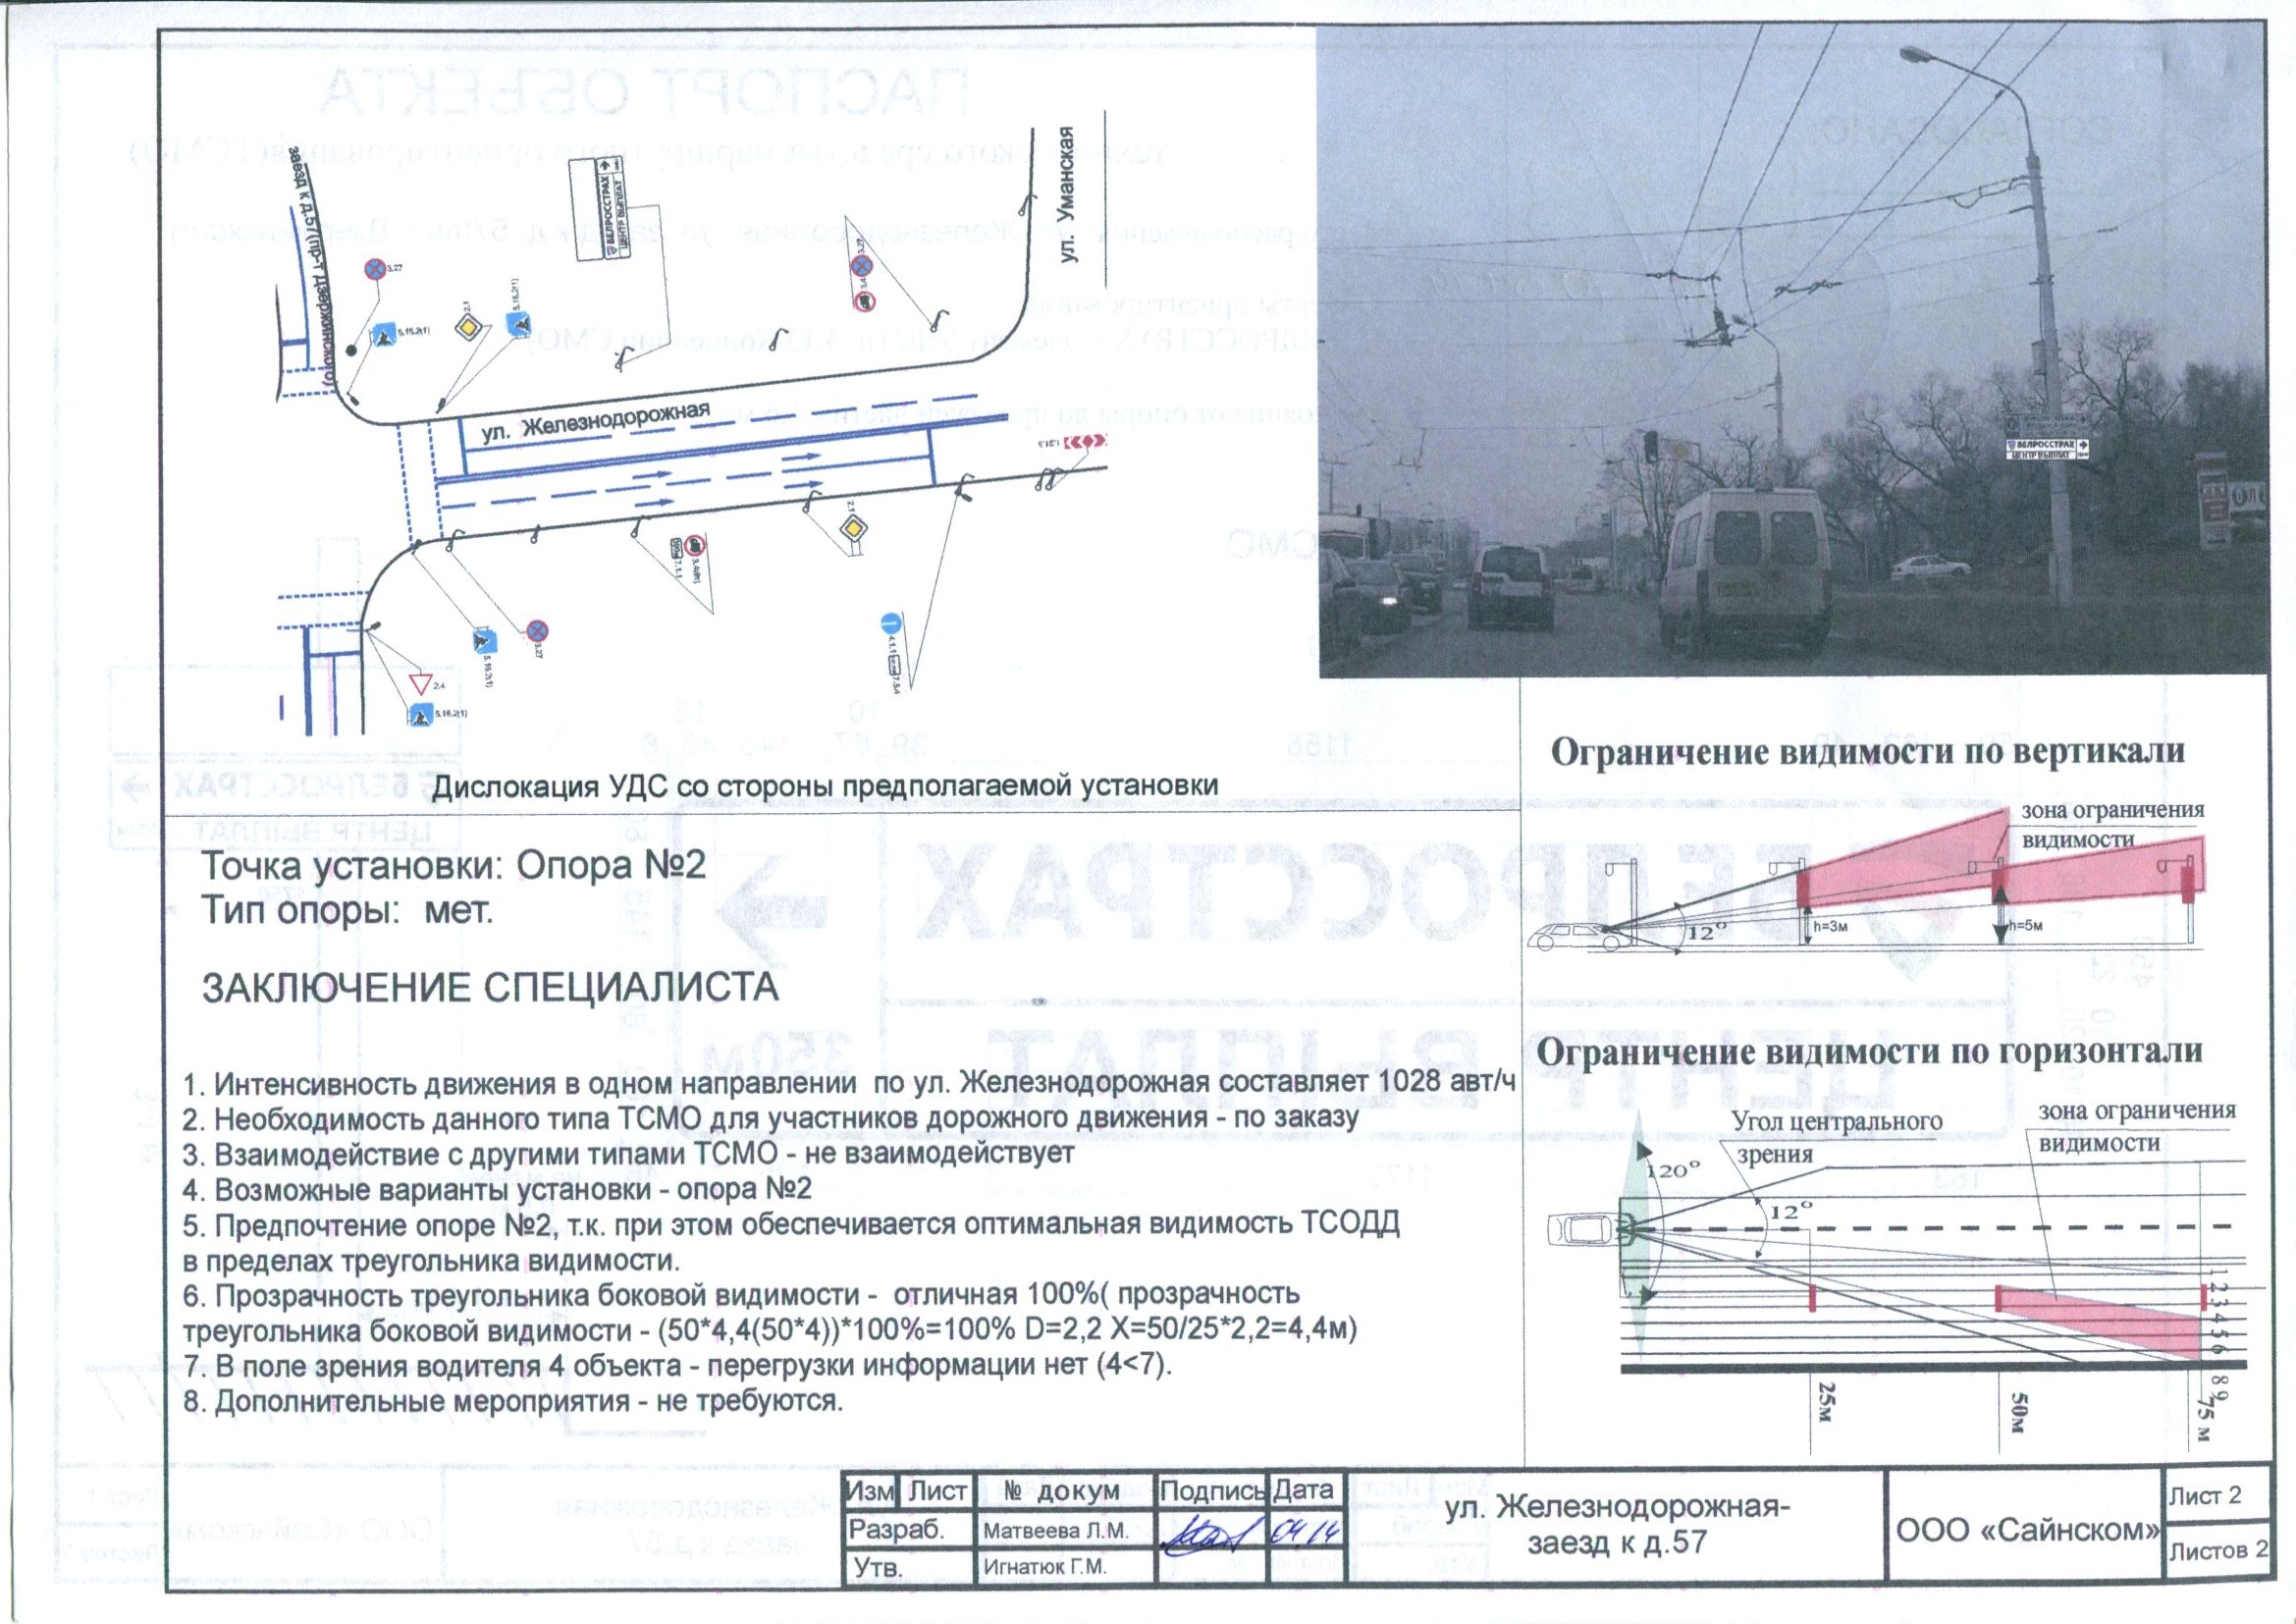 заезд к д.57(пр-т Дзержинского)
ул. Уманская
БЕЛРОССТРАХ
ЦЕНТР ВЫПЛАТ
3.27
5.16.2(1)
2.1
5.16.2(1)
3.27
ул. Железнодорожная
1.31.3
2.1
7.1.1
3.27
5.16.2(1)
4.1.1
7.5.4
2.4
5.16.2(1)
БЕЛРОССТРАХ
ЦЕНТР ВЫПЛАТ
Дислокация УДС со стороны предполагаемой установки
Точка установки: Опора №2
Тип опоры: мет.
ЗАКЛЮЧЕНИЕ СПЕЦИАЛИСТА
1. Интенсивность движения в одном направлении по ул. Железнодорожная составляет 1028 авт/ч
2. Необходимость данного типа ТСМО для участников дорожного движения - по заказу
3. Взаимодействие с другими типами ТСМО - не взаимодействует
4. Возможные варианты установки - опора №2
5. Предпочтение опоре №2, т.к. при этом обеспечивается оптимальная видимость ТСОДД
в пределах треугольника видимости.
6. Прозрачность треугольника боковой видимости - отличная 100%( прозрачность
треугольника боковой видимости - (50*4,4(50*4))*100%=100% D=2,2 X=50/25*2,2=4,4м)
7. В поле зрения водителя 4 объекта - перегрузки информации нет (4<7).
8. Дополнительные мероприятия - не требуются.
Ограничение видимости по вертикали
зона ограничения
видимости
12°
h=3м
h=5м
Ограничение видимости по горизонтали
Угол центрального
зрения
зона ограничения
видимости
120°
12°
1 2 3 4 5 6 8 9
25м
50м
75 м
Изм Лист № докум Подпись Дата
Разраб. Матвеева Л.М. 04.14
Утв. Игнатюк Г.М.
ул. Железнодорожная-
заезд к д.57
ООО «Сайнском»
Лист 2
Листов 2